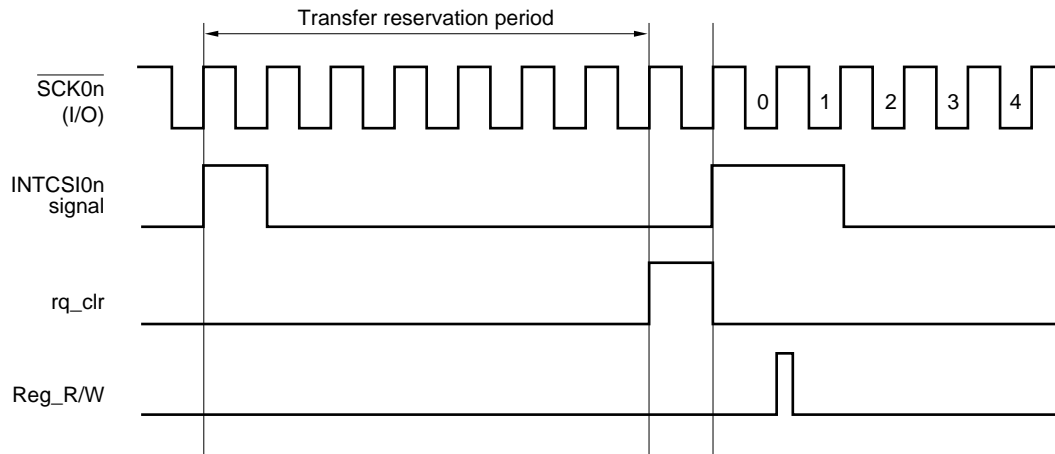 Transfer reservation period
SCK0n
(I/O)
0 1 2 3 4
INTCSI0n
signal
rq_clr
Reg_R/W